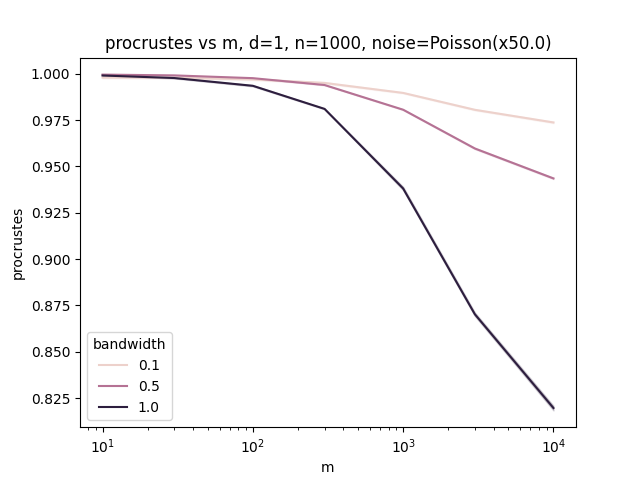 procrustes vs m, d=1, n=1000, noise=Poisson(x50.0)
procrustes
1.000
0.975
0.950
0.925
0.900
0.875
0.850
0.825
bandwidth
0.1
0.5
1.0
10¹ 10² 10³ 10⁴
m